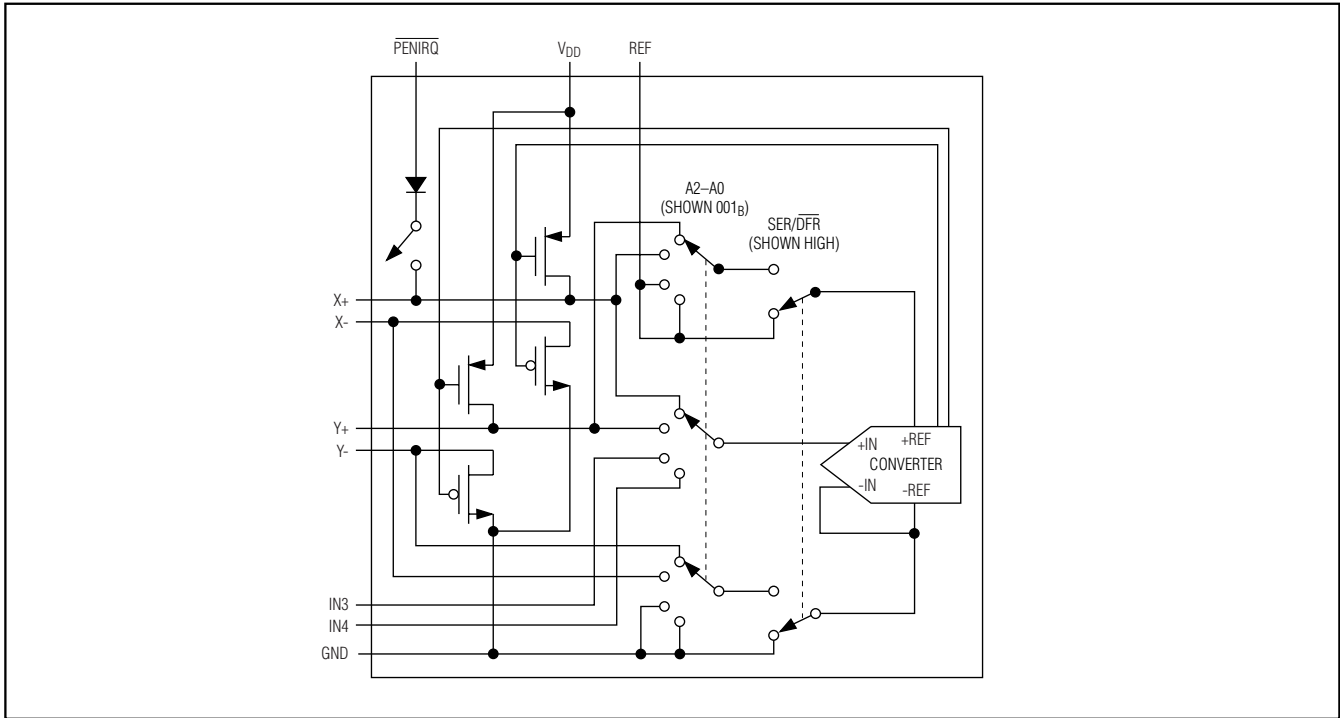 PENIRQ
VDD
REF
A2–A0
(SHOWN 001B)
SER/DFR
(SHOWN HIGH)
X+
X-
Y+
Y-
+IN
+REF
CONVERTER
-IN
-REF
IN3
IN4
GND